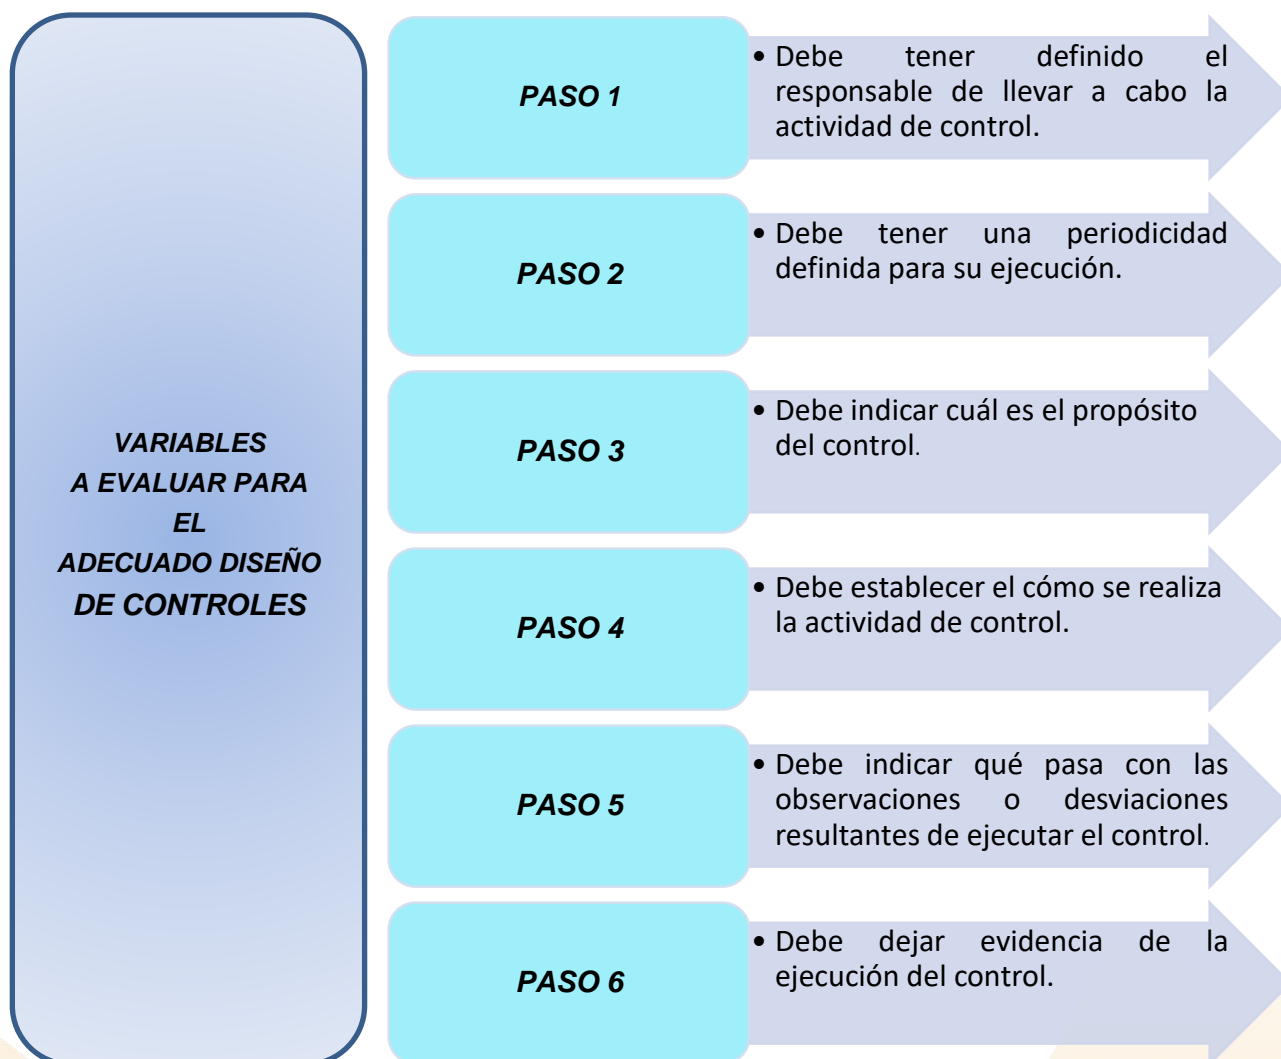 VARIABLES
A EVALUAR PARA
EL
ADECUADO DISEÑO
DE CONTROLES
PASO 1
• Debe tener definido el
responsable de llevar a cabo la
actividad de control.
PASO 2
• Debe tener una periodicidad
definida para su ejecución.
PASO 3
• Debe indicar cuál es el propósito
del control.
PASO 4
• Debe establecer el cómo se realiza
la actividad de control.
PASO 5
• Debe indicar qué pasa con las
observaciones o desviaciones
resultantes de ejecutar el control.
PASO 6
• Debe dejar evidencia de la
ejecución del control.